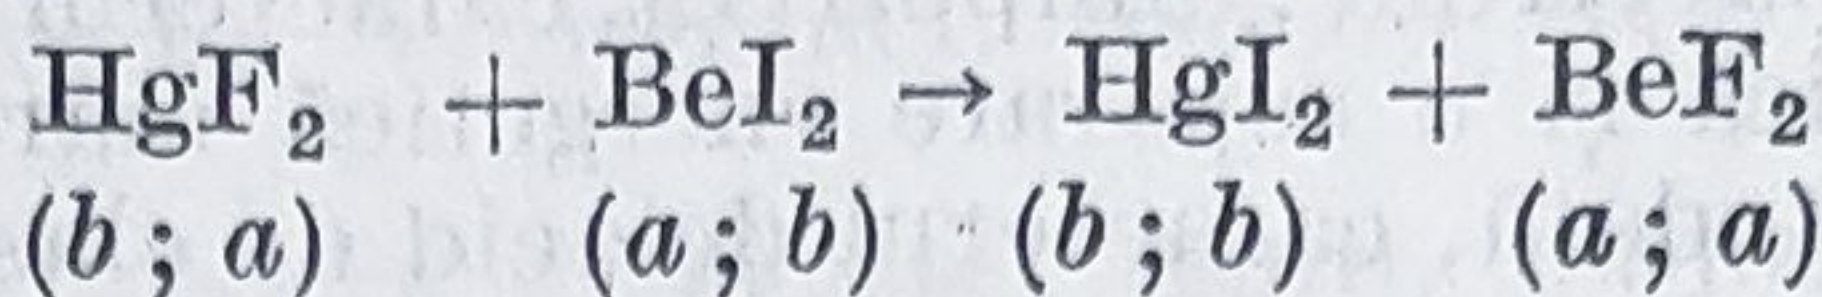 HgF₂ + BeI₂ → HgI₂ + BeF₂
(b ; a) (a ; b) (b ; b) (a ; a)